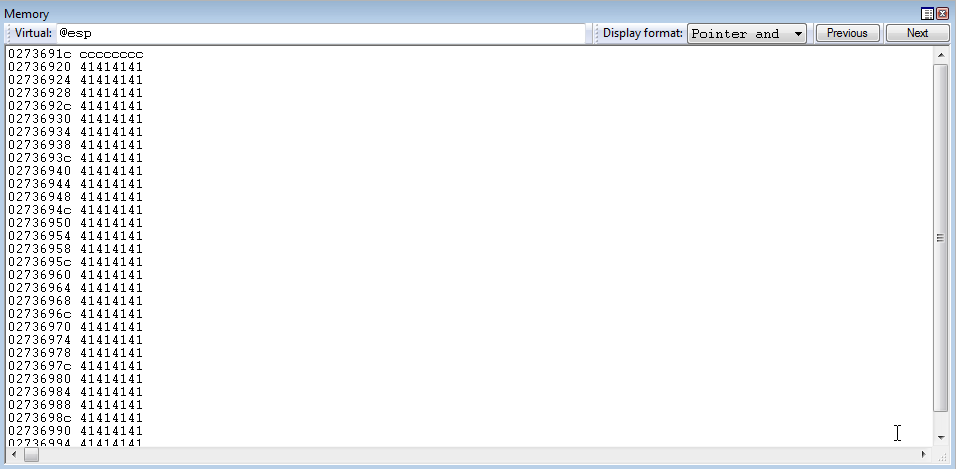 Memory
Virtual: @esp Display format: Pointer and Previous Next
0273691c cccccccc
02736920 41414141
02736924 41414141
02736928 41414141
0273692c 41414141
02736930 41414141
02736934 41414141
02736938 41414141
0273693c 41414141
02736940 41414141
02736944 41414141
02736948 41414141
0273694c 41414141
02736950 41414141
02736954 41414141
02736958 41414141
0273695c 41414141
02736960 41414141
02736964 41414141
02736968 41414141
0273696c 41414141
02736970 41414141
02736974 41414141
02736978 41414141
0273697c 41414141
02736980 41414141
02736984 41414141
02736988 41414141
0273698c 41414141
02736990 41414141
02736994 41414141